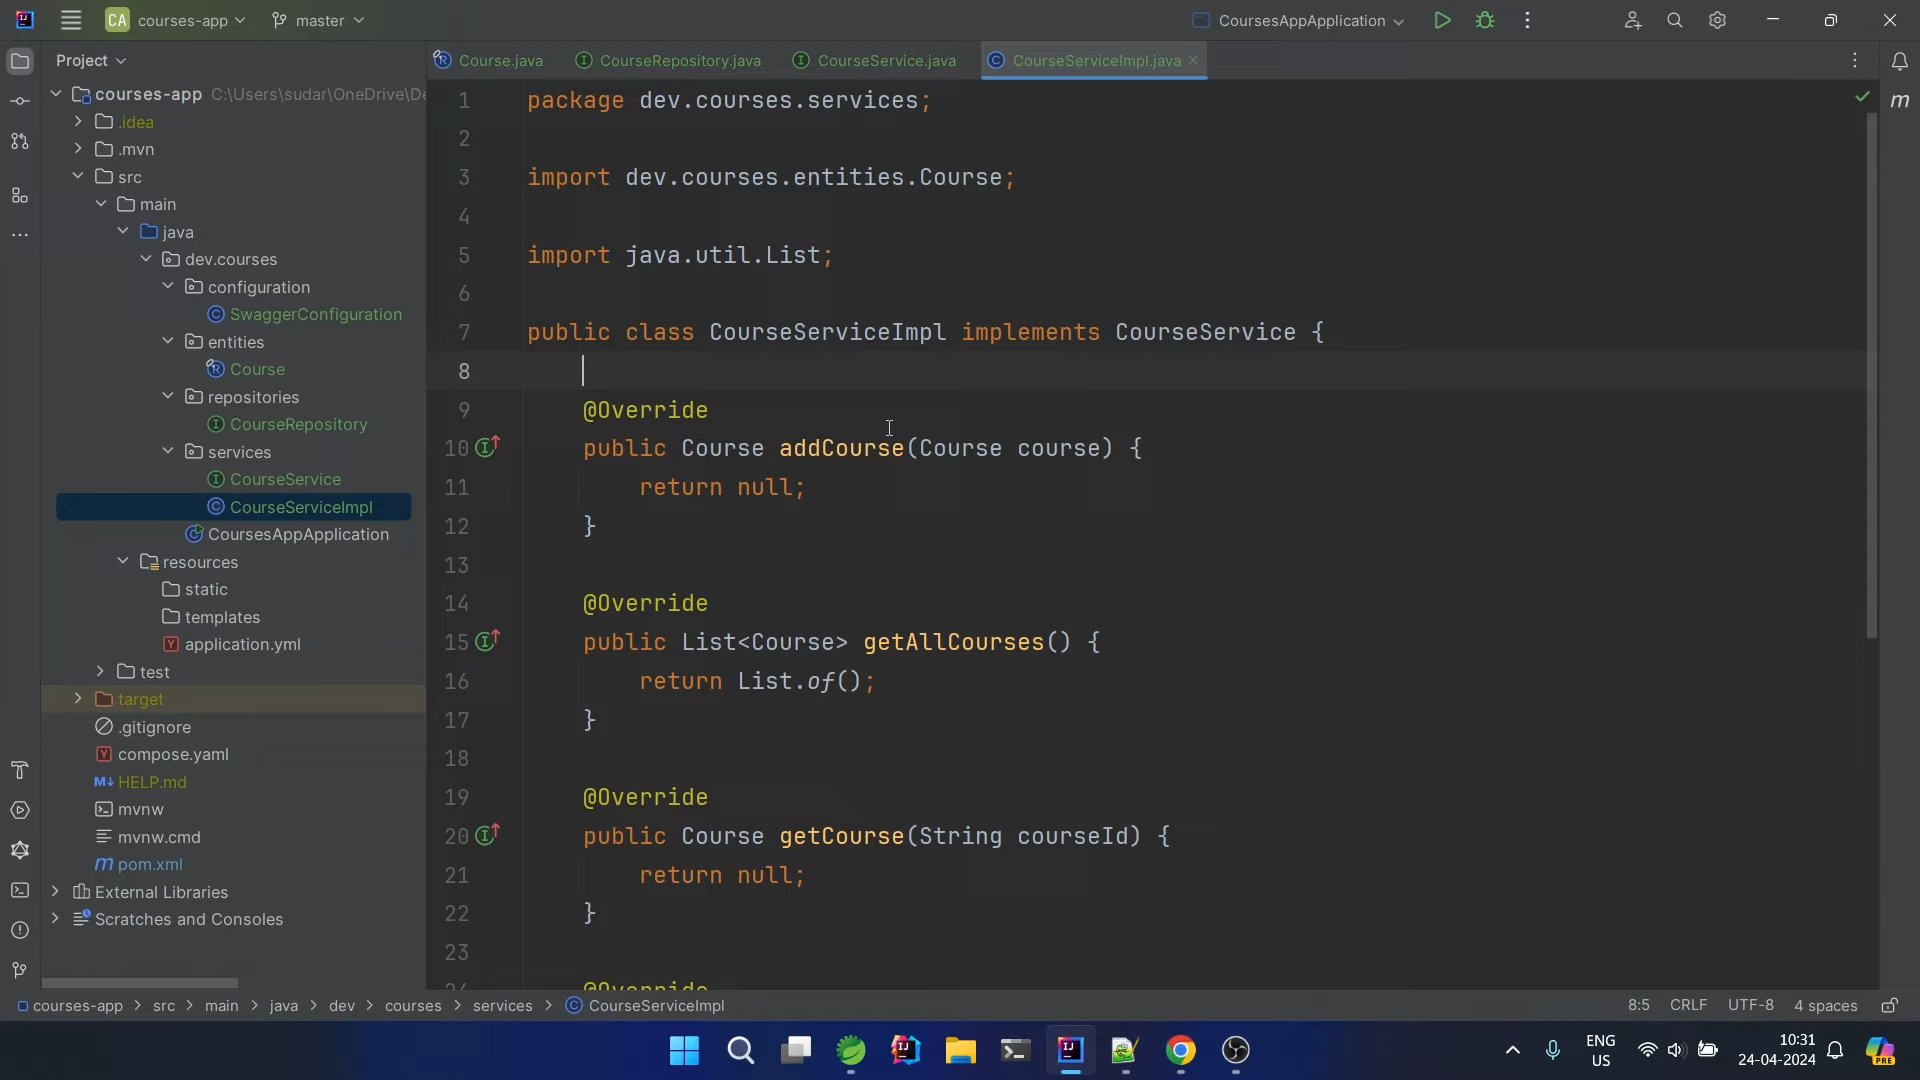 CA courses-app master CoursesAppApplication
Project Course.java CourseRepository.java CourseService.java CourseServiceImpl.java
courses-app C:\Users\sudar\OneDrive\De
.idea
.mvn
src
main
java
dev.courses
configuration
SwaggerConfiguration
entities
Course
repositories
CourseRepository
services
CourseService
CourseServiceImpl
CoursesAppApplication
resources
static
templates
application.yml
test
target
.gitignore
compose.yaml
HELP.md
mvnw
mvnw.cmd
pom.xml
External Libraries
Scratches and Consoles
1 package dev.courses.services;
2
3 import dev.courses.entities.Course;
4
5 import java.util.List;
6
7 public class CourseServiceImpl implements CourseService {
8
9 @Override
10 public Course addCourse(Course course) {
11 return null;
12 }
13
14 @Override
15 public List<Course> getAllCourses() {
16 return List.of();
17 }
18
19 @Override
20 public Course getCourse(String courseId) {
21 return null;
22 }
23
24 @Override
courses-app > src > main > java > dev > courses > services > CourseServiceImpl 8:5 CRLF UTF-8 4 spaces
ENG
US
10:31
24-04-2024
PRE